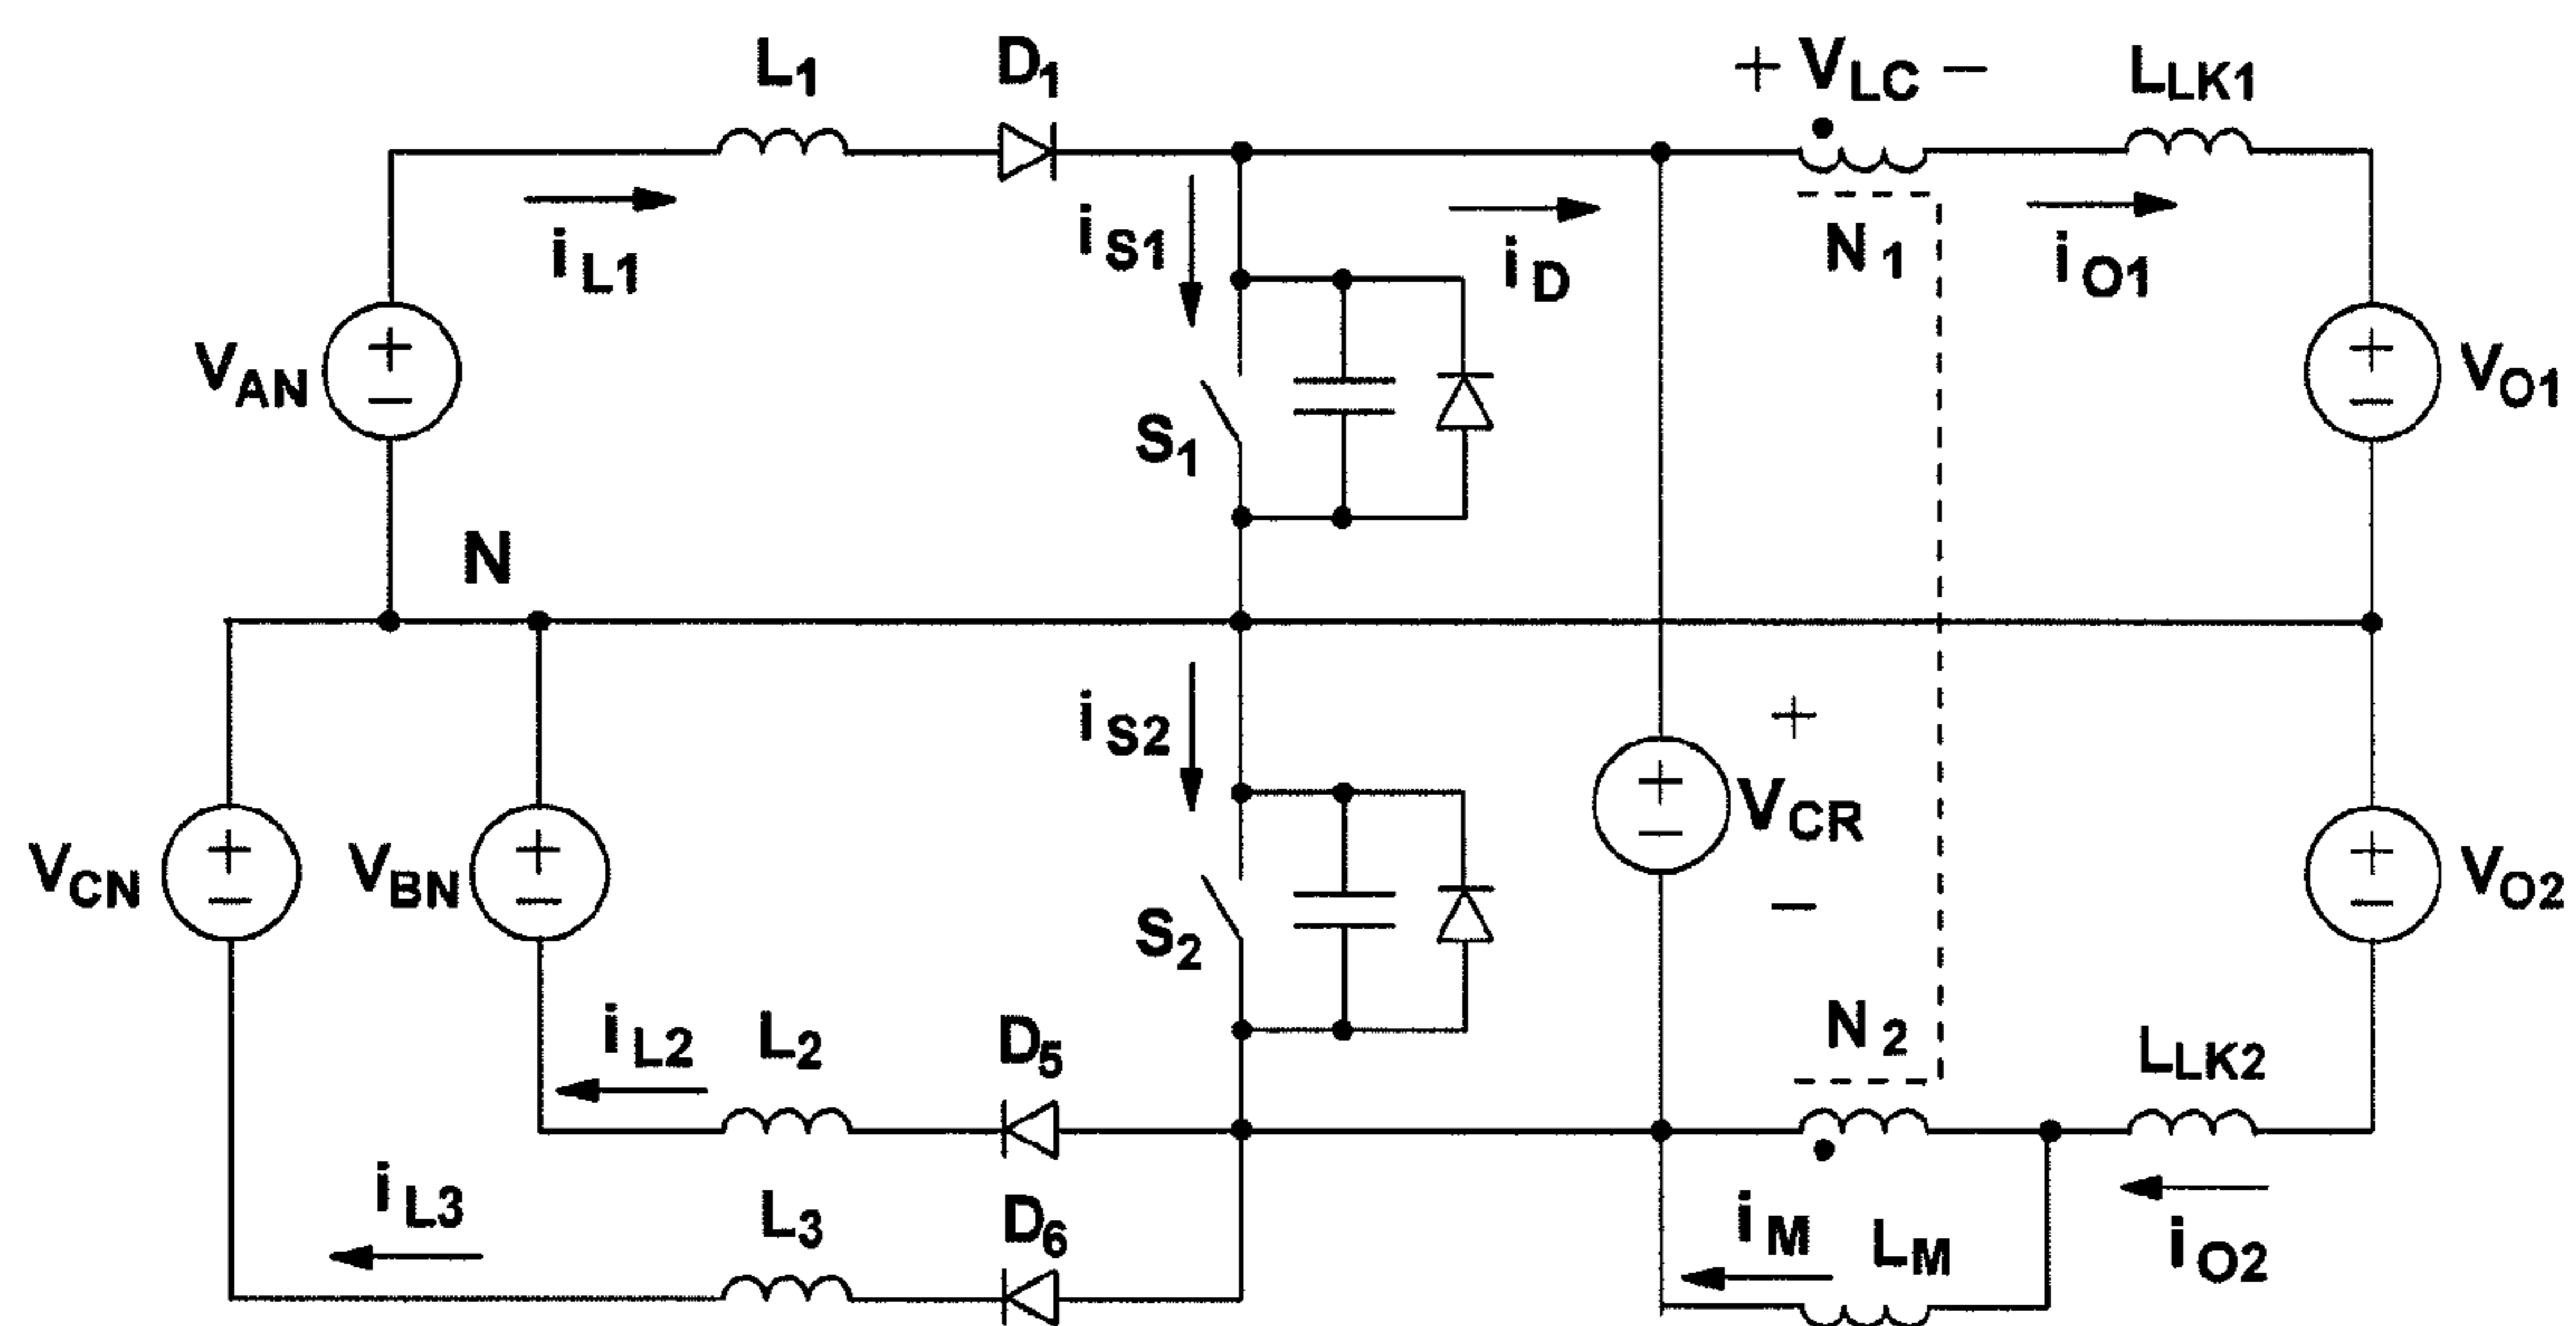 L1
D1
+ VLC −
LLK1
iL1
iS1
iD
N1
iO1
+
−
VAN
S1
+
−
VO1
N
iS2
+
−
VCN
+
−
VBN
S2
+
+
−
VCR
−
+
−
VO2
iL2
L2
D5
N2
LLK2
iL3
L3
D6
iM
LM
iO2